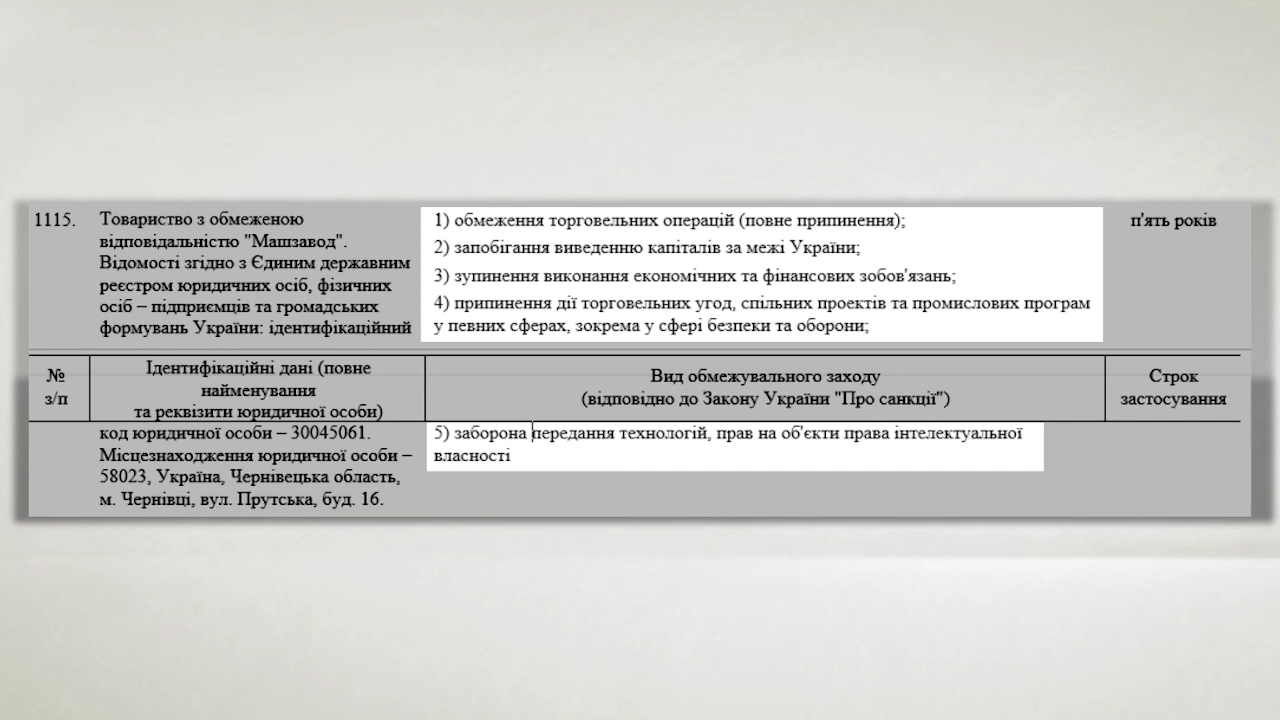 1115.
Товариство з обмеженою
відповідальністю "Машзавод".
Відомості згідно з Єдиним державним
реєстром юридичних осіб, фізичних
осіб – підприємців та громадських
формувань України: ідентифікаційний
1) обмеження торговельних операцій (повне припинення);
2) запобігання виведенню капіталів за межі України;
3) зупинення виконання економічних та фінансових зобов'язань;
4) припинення дії торговельних угод, спільних проектів та промислових програм
у певних сферах, зокрема у сфері безпеки та оборони;
п'ять років
№
з/п
Ідентифікаційні дані (повне
найменування
та реквізити юридичної особи)
Вид обмежувального заходу
(відповідно до Закону України "Про санкції")
Строк
застосування
код юридичної особи – 30045061.
Місцезнаходження юридичної особи –
58023, Україна, Чернівецька область,
м. Чернівці, вул. Прутська, буд. 16.
5) заборона передання технологій, прав на об'єкти права інтелектуальної
власності